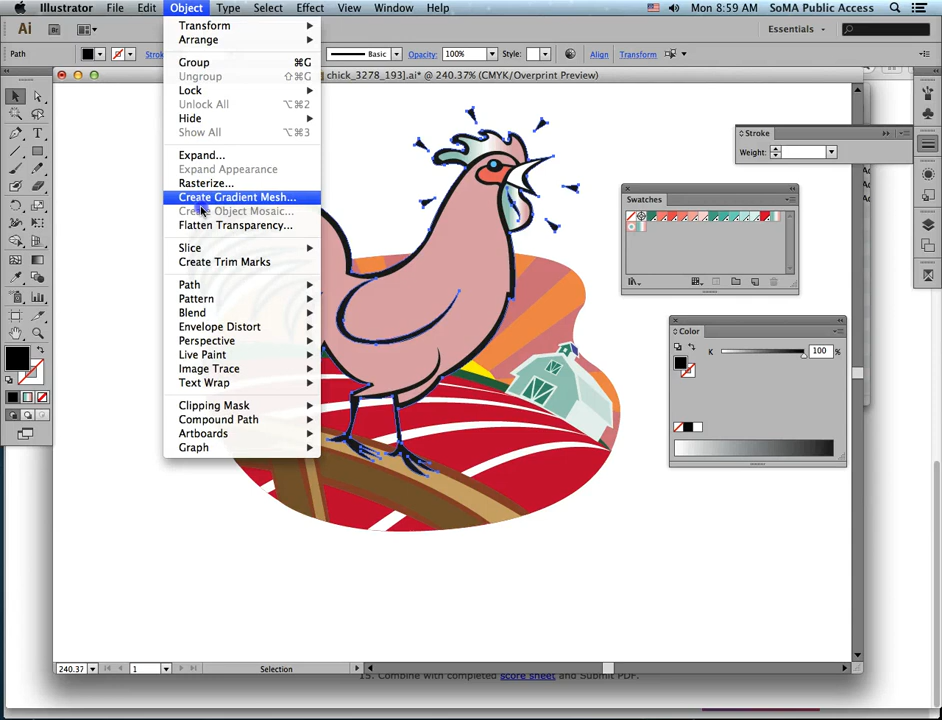 Illustrator File Edit Object Type Select Effect View Window Help Mon 8:59 AM SoMA Public Access
Ai Br Essentials
Path Strok Basic Opacity: 100% Style: Align Transform
chick_3278_193].ai* @ 240.37% (CMYK/Overprint Preview)
Transform
Arrange
Group ⌘G
Ungroup ⇧⌘G
Lock
Unlock All ⌥⌘2
Hide
Show All ⌥⌘3
Expand...
Expand Appearance
Rasterize...
Create Gradient Mesh...
Create Object Mosaic...
Flatten Transparency...
Slice
Create Trim Marks
Path
Pattern
Blend
Envelope Distort
Perspective
Live Paint
Image Trace
Text Wrap
Clipping Mask
Compound Path
Artboards
Graph
Stroke
Weight:
Swatches
Color
K 100 %
240.37 1 Selection
15. Combine with completed score sheet and Submit PDF.